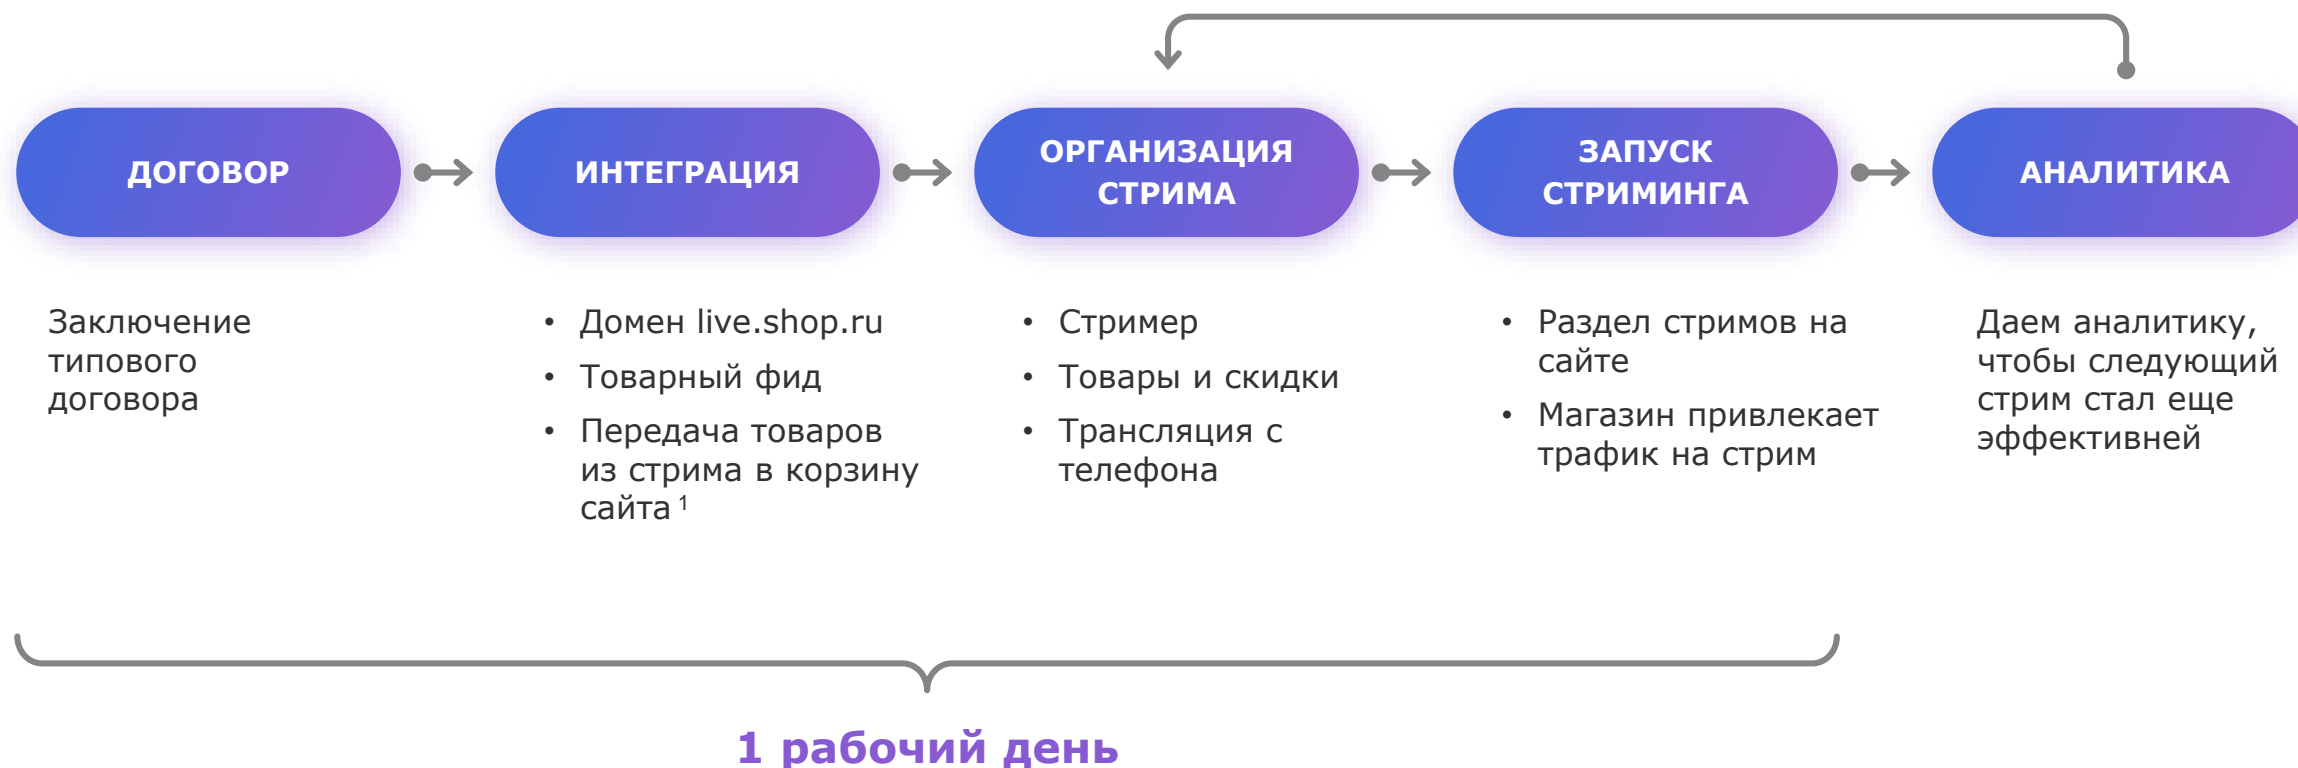 ДОГОВОР
Заключение
типового
договора
ИНТЕГРАЦИЯ
• Домен live.shop.ru
• Товарный фид
• Передача товаров
из стрима в корзину
сайта ¹
ОРГАНИЗАЦИЯ
СТРИМА
• Стример
• Товары и скидки
• Трансляция с
телефона
ЗАПУСК
СТРИМИНГА
• Раздел стримов на
сайте
• Магазин привлекает
трафик на стрим
АНАЛИТИКА
Даем аналитику,
чтобы следующий
стрим стал еще
эффективней
1 рабочий день